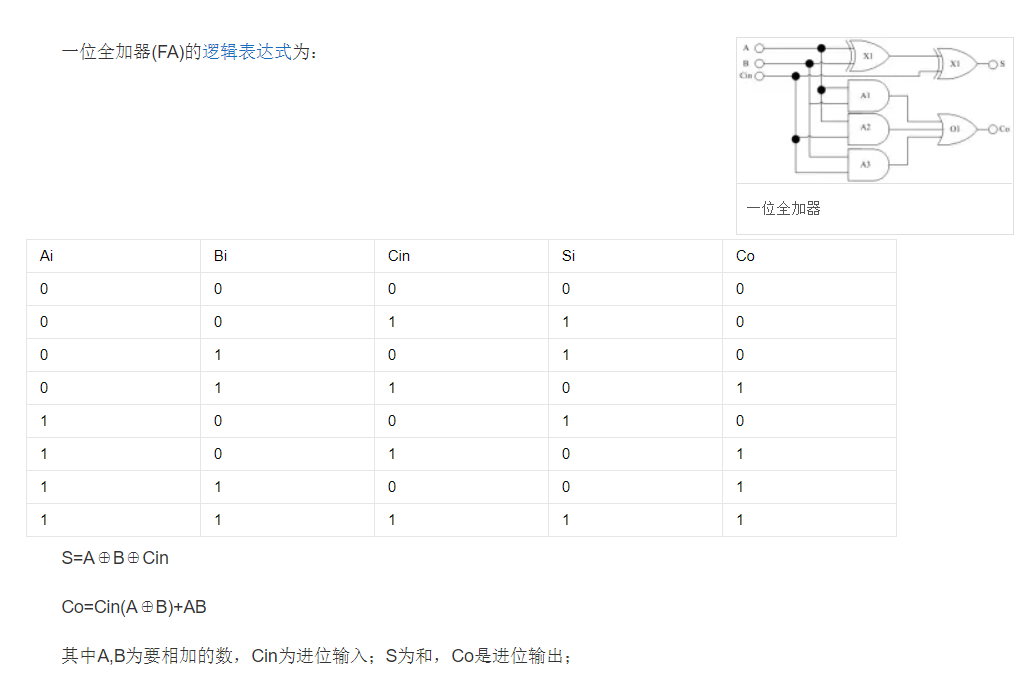 一位全加器(FA)的逻辑表达式为:
A
B
Cin
X1
X1
S
A1
A2
O1
Co
A3
一位全加器
Ai Bi Cin Si Co
0 0 0 0 0
0 0 1 1 0
0 1 0 1 0
0 1 1 0 1
1 0 0 1 0
1 0 1 0 1
1 1 0 0 1
1 1 1 1 1
S=A⊕B⊕Cin
Co=Cin(A⊕B)+AB
其中A,B为要相加的数，Cin为进位输入；S为和，Co是进位输出；